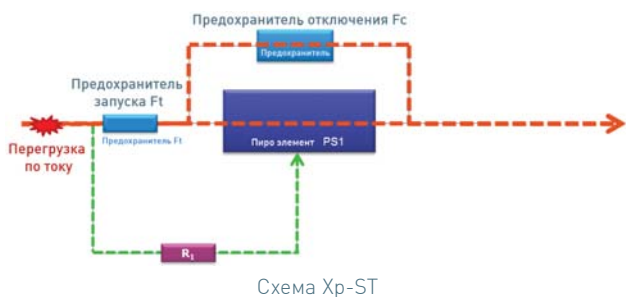 Предохранитель отключения Fc
Предохранитель
Предохранитель
запуска Ft
Предохранитель Ft
Пиро элемент PS1
Перегрузка
по току
R₁
Схема Xp-ST